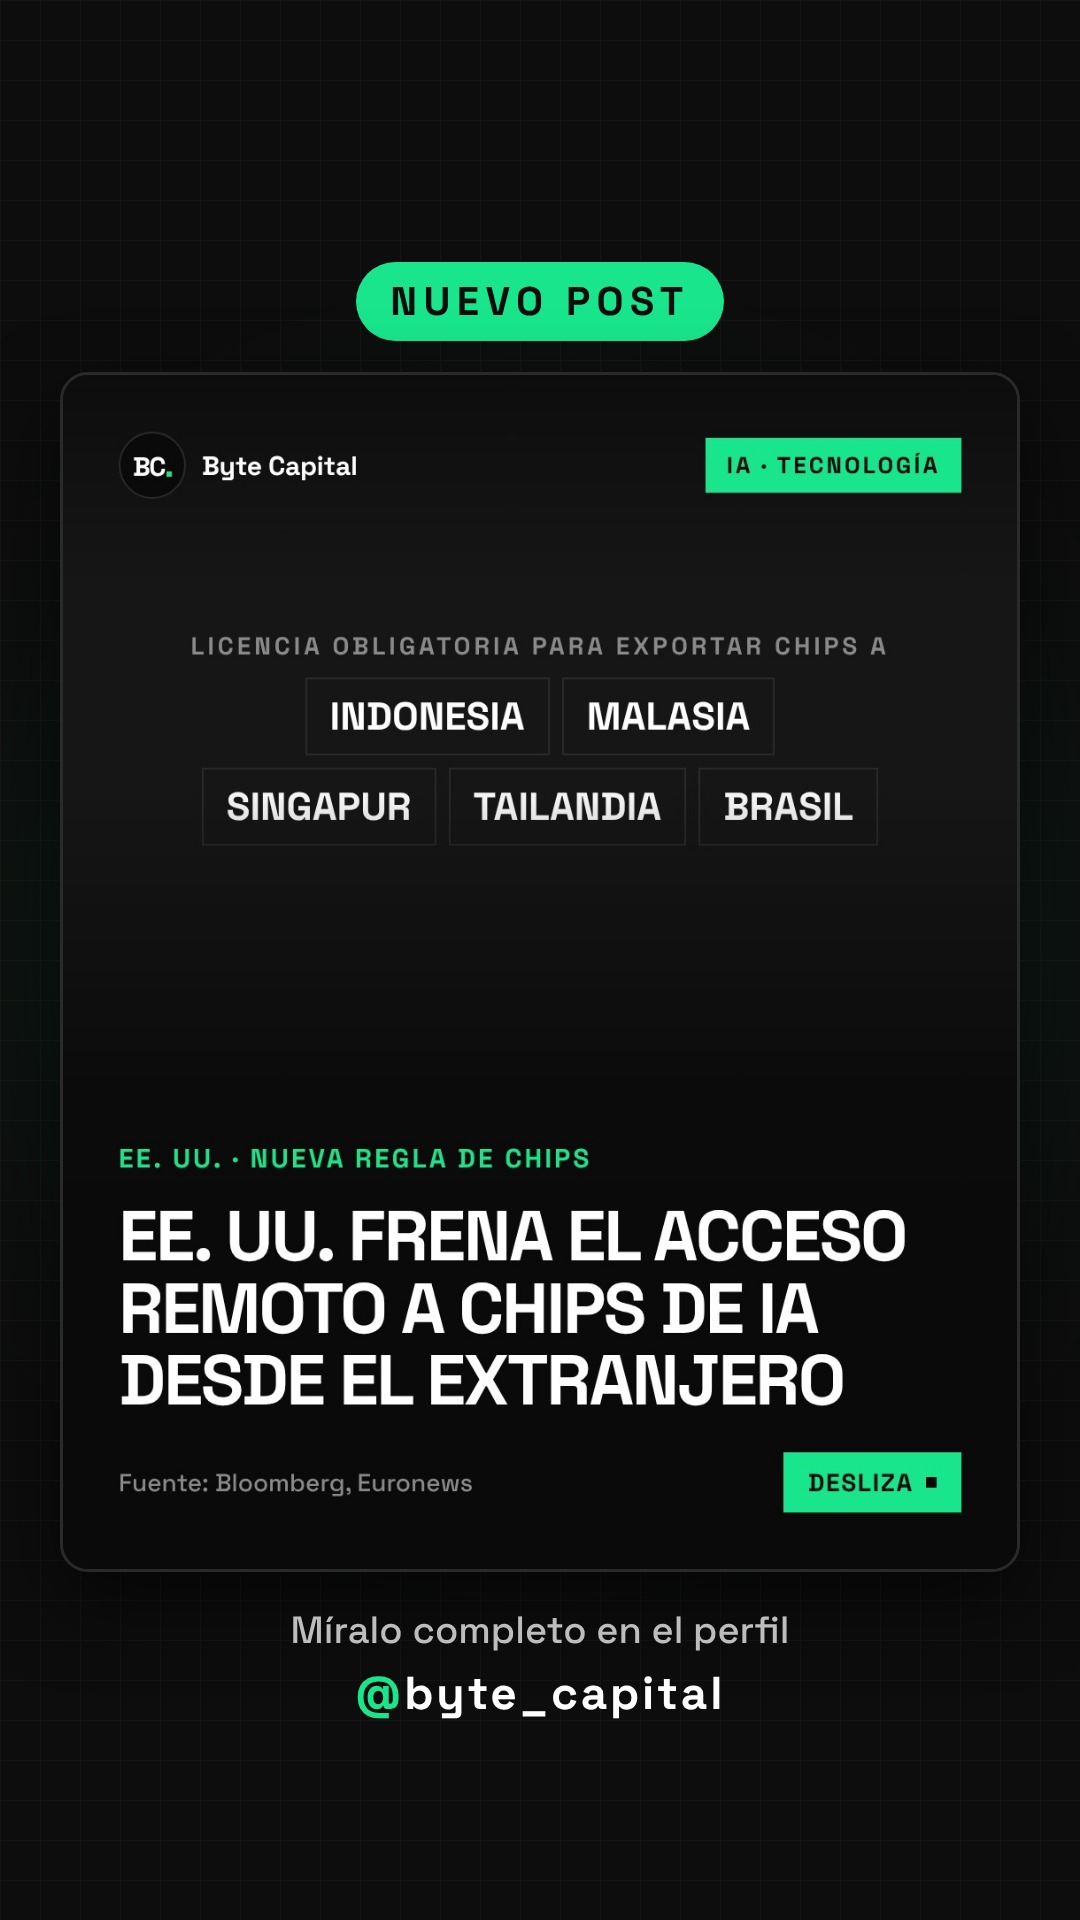 NUEVO POST
BC.
Byte Capital
IA · TECNOLOGÍA
LICENCIA OBLIGATORIA PARA EXPORTAR CHIPS A
INDONESIA
MALASIA
SINGAPUR
TAILANDIA
BRASIL
EE. UU. · NUEVA REGLA DE CHIPS
EE. UU. FRENA EL ACCESO
REMOTO A CHIPS DE IA
DESDE EL EXTRANJERO
Fuente: Bloomberg, Euronews
DESLIZA ▪
Míralo completo en el perfil
@byte_capital